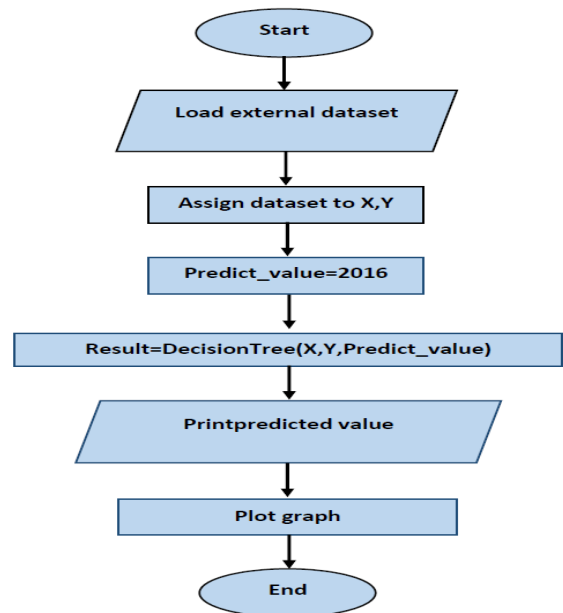 Start
Load external dataset
Assign dataset to X,Y
Predict_value=2016
Result=DecisionTree(X,Y,Predict_value)
Printpredicted value
Plot graph
End